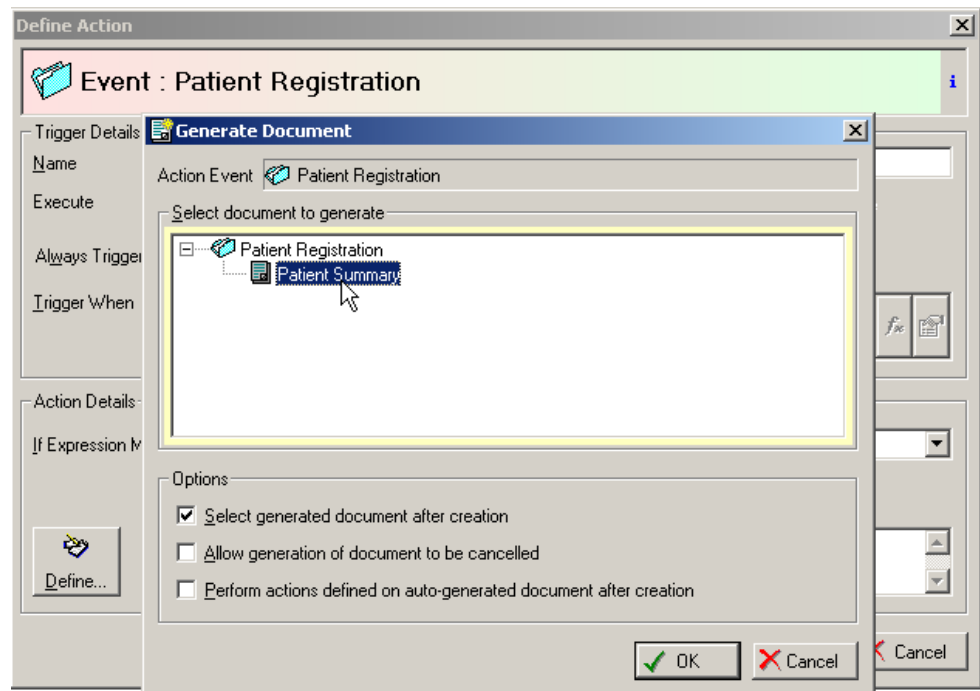 Define Action
Event : Patient Registration
i
Trigger Details
Name
Execute
Always Trigger
Trigger When
fx
Action Details
If Expression M
Define...
Cancel
Generate Document
Action Event Patient Registration
Select document to generate
Patient Registration
Patient Summary
Options
Select generated document after creation
Allow generation of document to be cancelled
Perform actions defined on auto-generated document after creation
OK Cancel